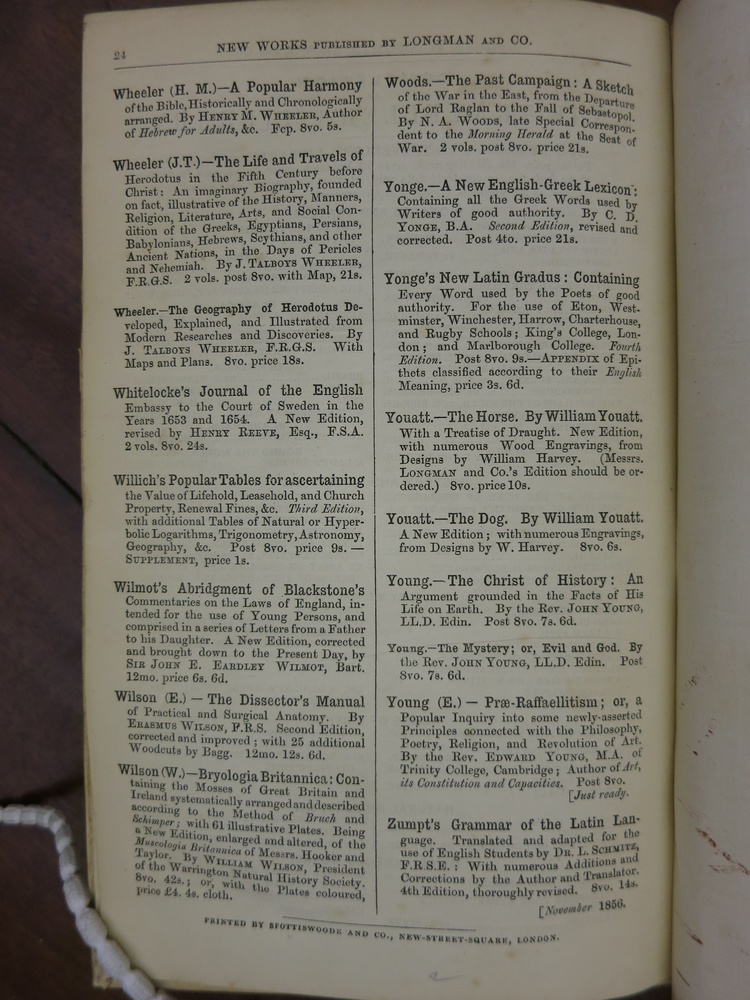 24
NEW WORKS PUBLISHED BY LONGMAN AND CO.
Wheeler (H. M.)—A Popular Harmony
of the Bible, Historically and Chronologically
arranged. By HENRY M. WHEELER, Author
of Hebrew for Adults, &c. Fcp. 8vo. 5s.
Wheeler (J.T.)—The Life and Travels of
Herodotus in the Fifth Century before
Christ: An imaginary Biography, founded
on fact, illustrative of the History, Manners,
Religion, Literature, Arts, and Social Con-
dition of the Greeks, Egyptians, Persians,
Babylonians, Hebrews, Scythians, and other
Ancient Nations, in the Days of Pericles
and Nehemiah. By J. TALBOYS WHEELER,
F.R.G.S. 2 vols. post 8vo. with Map, 21s.
Wheeler.—The Geography of Herodotus De-
veloped, Explained, and Illustrated from
Modern Researches and Discoveries. By
J. TALBOYS WHEELER, F.R.G.S. With
Maps and Plans. 8vo. price 18s.
Whitelocke's Journal of the English
Embassy to the Court of Sweden in the
Years 1653 and 1654. A New Edition,
revised by HENRY REEVE, Esq., F.S.A.
2 vols. 8vo. 24s.
Willich's Popular Tables for ascertaining
the Value of Lifehold, Leasehold, and Church
Property, Renewal Fines, &c. Third Edition,
with additional Tables of Natural or Hyper-
bolic Logarithms, Trigonometry, Astronomy,
Geography, &c. Post 8vo. price 9s.—
SUPPLEMENT, price 1s.
Wilmot's Abridgment of Blackstone's
Commentaries on the Laws of England, in-
tended for the use of Young Persons, and
comprised in a series of Letters from a Father
to his Daughter. A New Edition, corrected
and brought down to the Present Day, by
SIR JOHN E. EARDLEY WILMOT, Bart.
12mo. price 6s. 6d.
Wilson (E.) — The Dissector's Manual
of Practical and Surgical Anatomy. By
ERASMUS WILSON, F.R.S. Second Edition,
corrected and improved; with 25 additional
Woodcuts by Bagg. 12mo. 12s. 6d.
Wilson (W.)—Bryologia Britannica: Con-
taining the Mosses of Great Britain and
Ireland systematically arranged and described
according to the Method of Bruch and
Schimper; with 61 illustrative Plates. Being
a New Edition, enlarged and altered, of the
Muscologia Britannica of Messrs. Hooker and
Taylor. By WILLIAM WILSON, President
of the Warrington Natural History Society.
8vo. 42s.; or, with the Plates coloured,
price £4. 4s. cloth.
Woods.—The Past Campaign: A Sketch
of the War in the East, from the Departure
of Lord Raglan to the Fall of Sebastopol.
By N. A. WOODS, late Special Correspon-
dent to the Morning Herald at the Seat of
War. 2 vols. post 8vo. price 21s.
Yonge.—A New English-Greek Lexicon:
Containing all the Greek Words used by
Writers of good authority. By C. D.
YONGE, B.A. Second Edition, revised and
corrected. Post 4to. price 21s.
Yonge's New Latin Gradus: Containing
Every Word used by the Poets of good
authority. For the use of Eton, West-
minster, Winchester, Harrow, Charterhouse,
and Rugby Schools; King's College, Lon-
don; and Marlborough College. Fourth
Edition. Post 8vo. 9s.—APPENDIX of Epi-
thets classified according to their English
Meaning, price 3s. 6d.
Youatt.—The Horse. By William Youatt.
With a Treatise of Draught. New Edition,
with numerous Wood Engravings, from
Designs by William Harvey. (Messrs.
LONGMAN and Co.'s Edition should be or-
dered.) 8vo. price 10s.
Youatt.—The Dog. By William Youatt.
A New Edition; with numerous Engravings,
from Designs by W. Harvey. 8vo. 6s.
Young.—The Christ of History: An
Argument grounded in the Facts of His
Life on Earth. By the Rev. JOHN YOUNG,
LL.D. Edin. Post 8vo. 7s. 6d.
Young.—The Mystery; or, Evil and God. By
the Rev. JOHN YOUNG, LL.D. Edin. Post
8vo. 7s. 6d.
Young (E.) — Præ-Raffaellitism; or, a
Popular Inquiry into some newly-asserted
Principles connected with the Philosophy,
Poetry, Religion, and Revolution of Art.
By the Rev. EDWARD YOUNG, M.A. of
Trinity College, Cambridge; Author of Art,
its Constitution and Capacities. Post 8vo.
[Just ready.
Zumpt's Grammar of the Latin Lan-
guage. Translated and adapted for the
use of English Students by DR. L. SCHMITZ,
F.R.S.E.: With numerous Additions and
Corrections by the Author and Translator.
4th Edition, thoroughly revised. 8vo. 14s.
[November 1856.
PRINTED BY SPOTTISWOODE AND CO., NEW-STREET-SQUARE, LONDON.